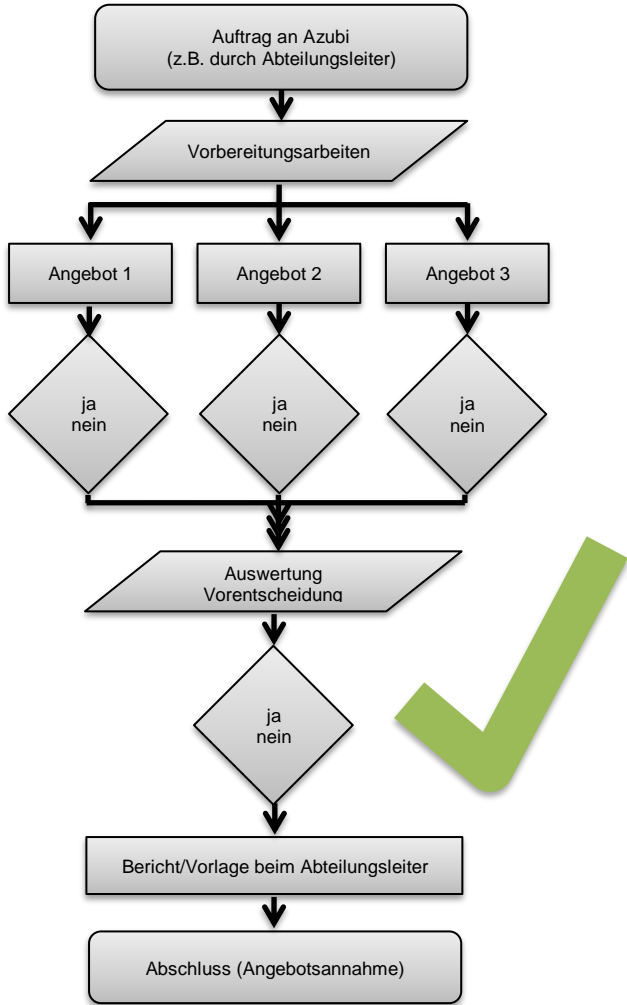 Auftrag an Azubi
(z.B. durch Abteilungsleiter)
Vorbereitungsarbeiten
Angebot 1
Angebot 2
Angebot 3
ja
nein
ja
nein
ja
nein
Auswertung
Vorentscheidung
ja
nein
Bericht/Vorlage beim Abteilungsleiter
Abschluss (Angebotsannahme)